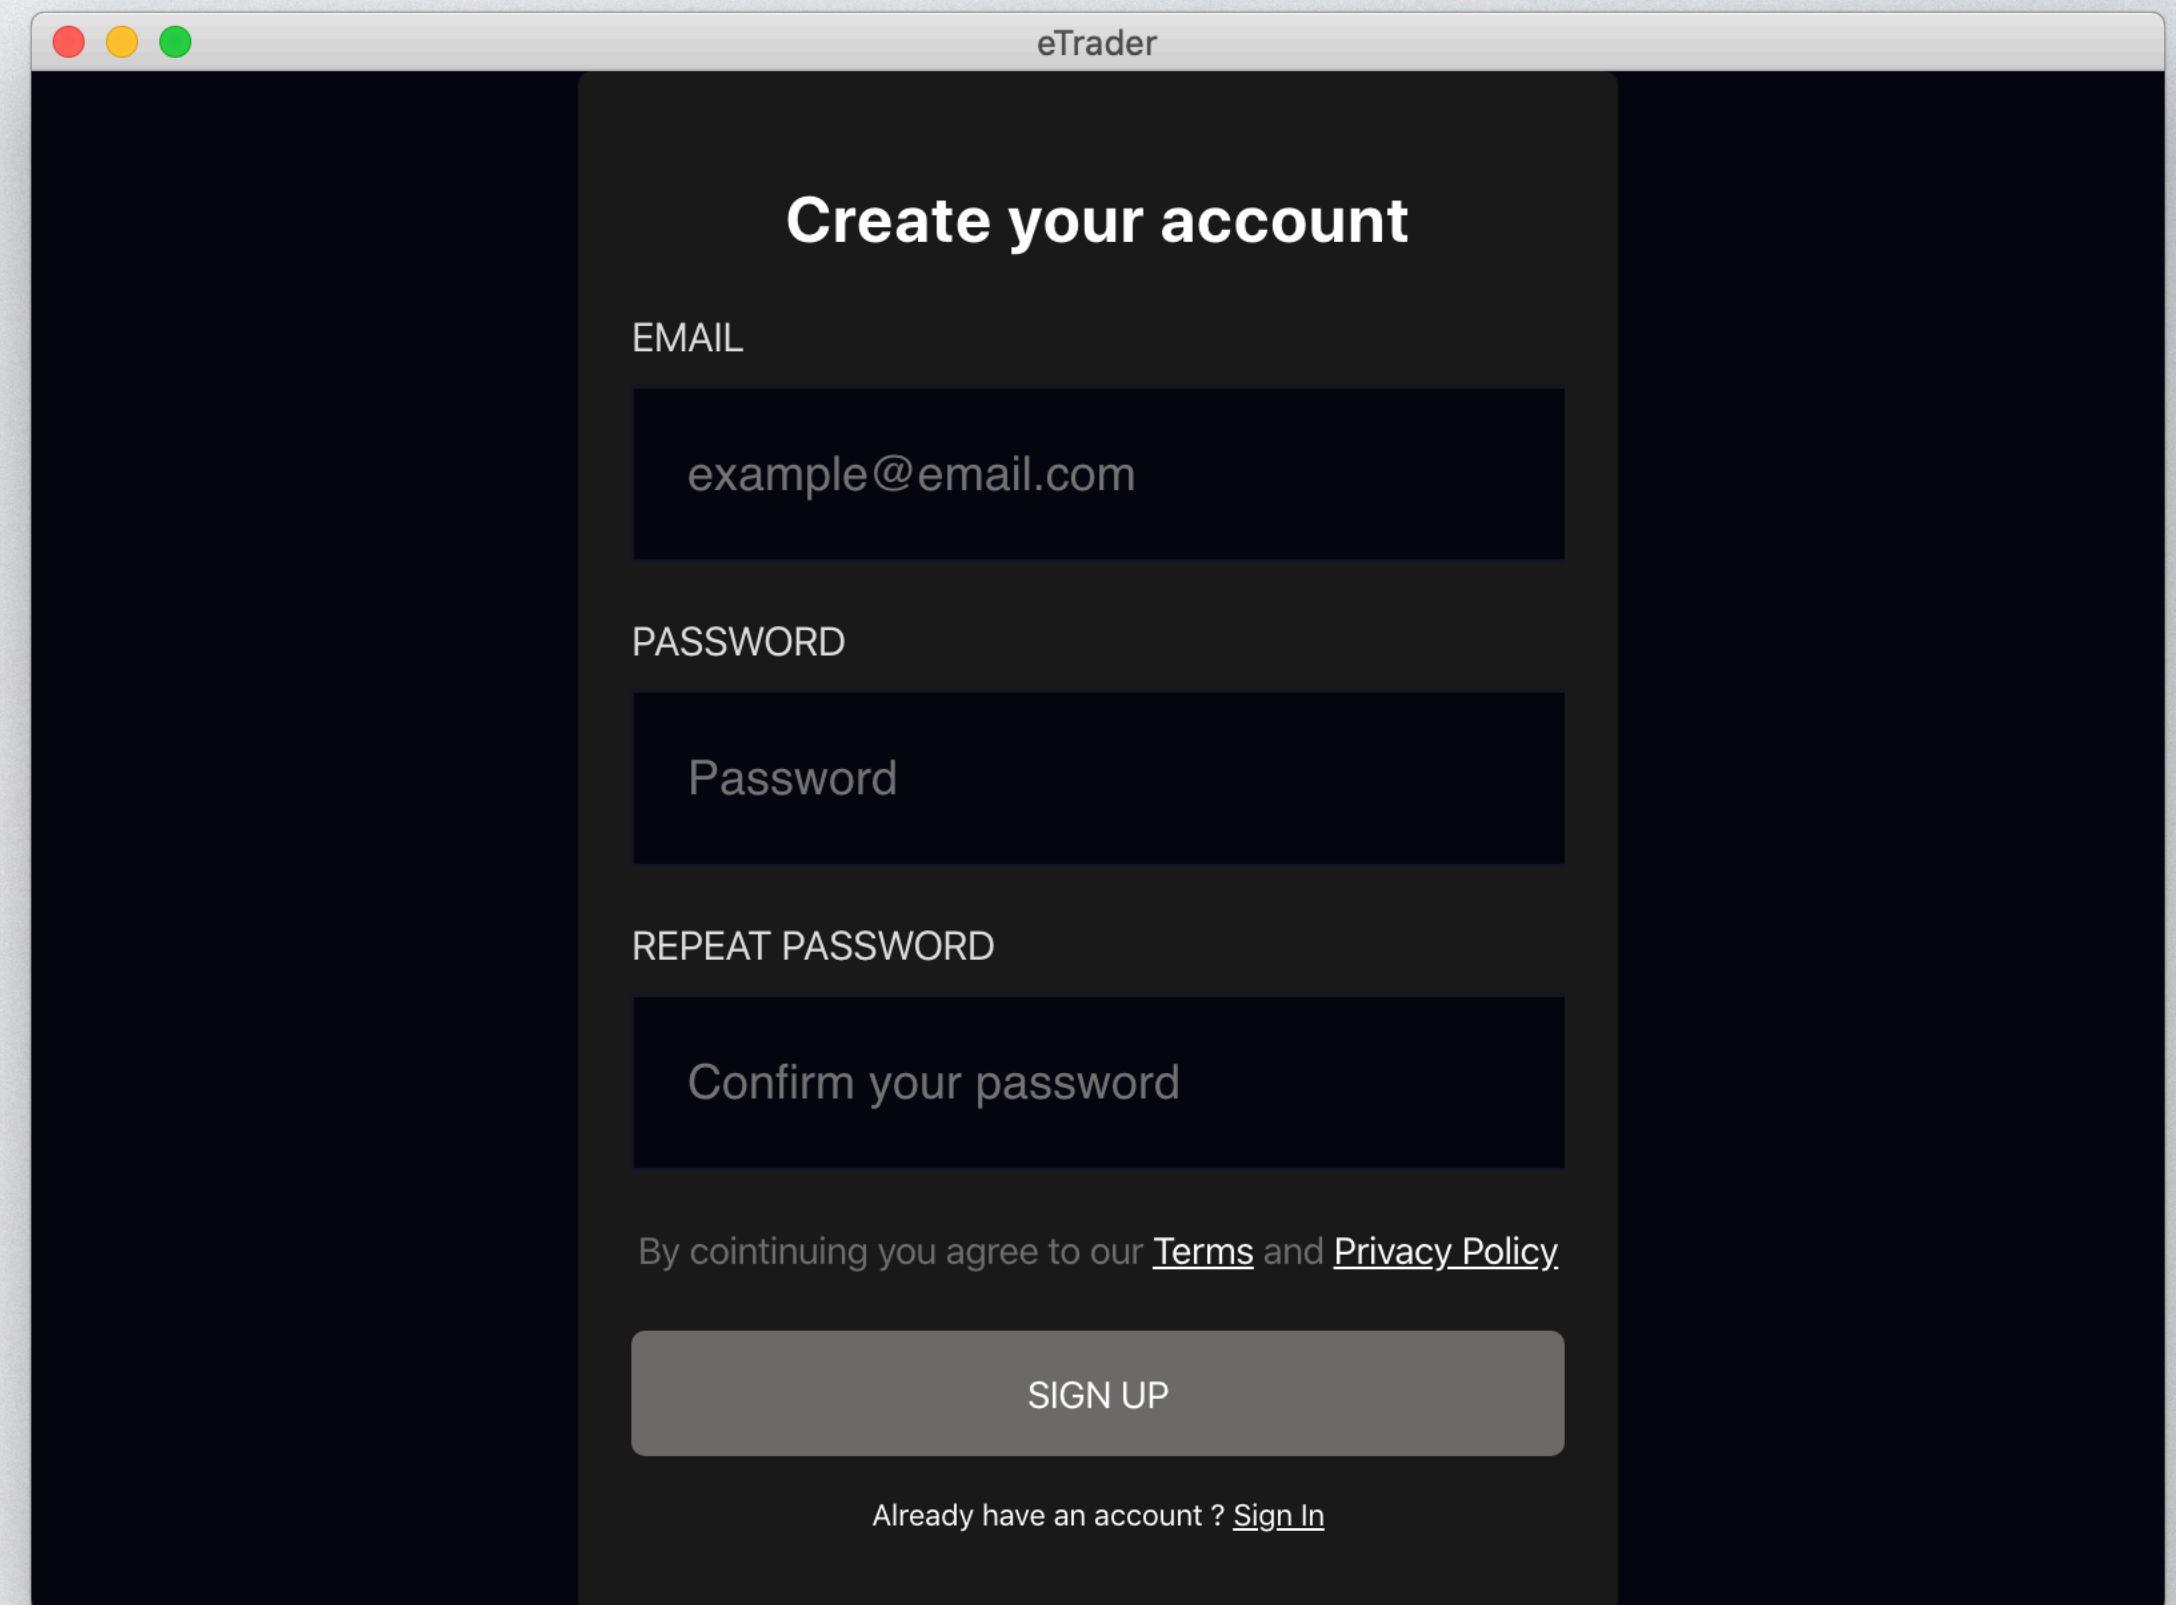 eTrader
Create your account
EMAIL
example@email.com
PASSWORD
Password
REPEAT PASSWORD
Confirm your password
By cointinuing you agree to our Terms and Privacy Policy
SIGN UP
Already have an account ? Sign In